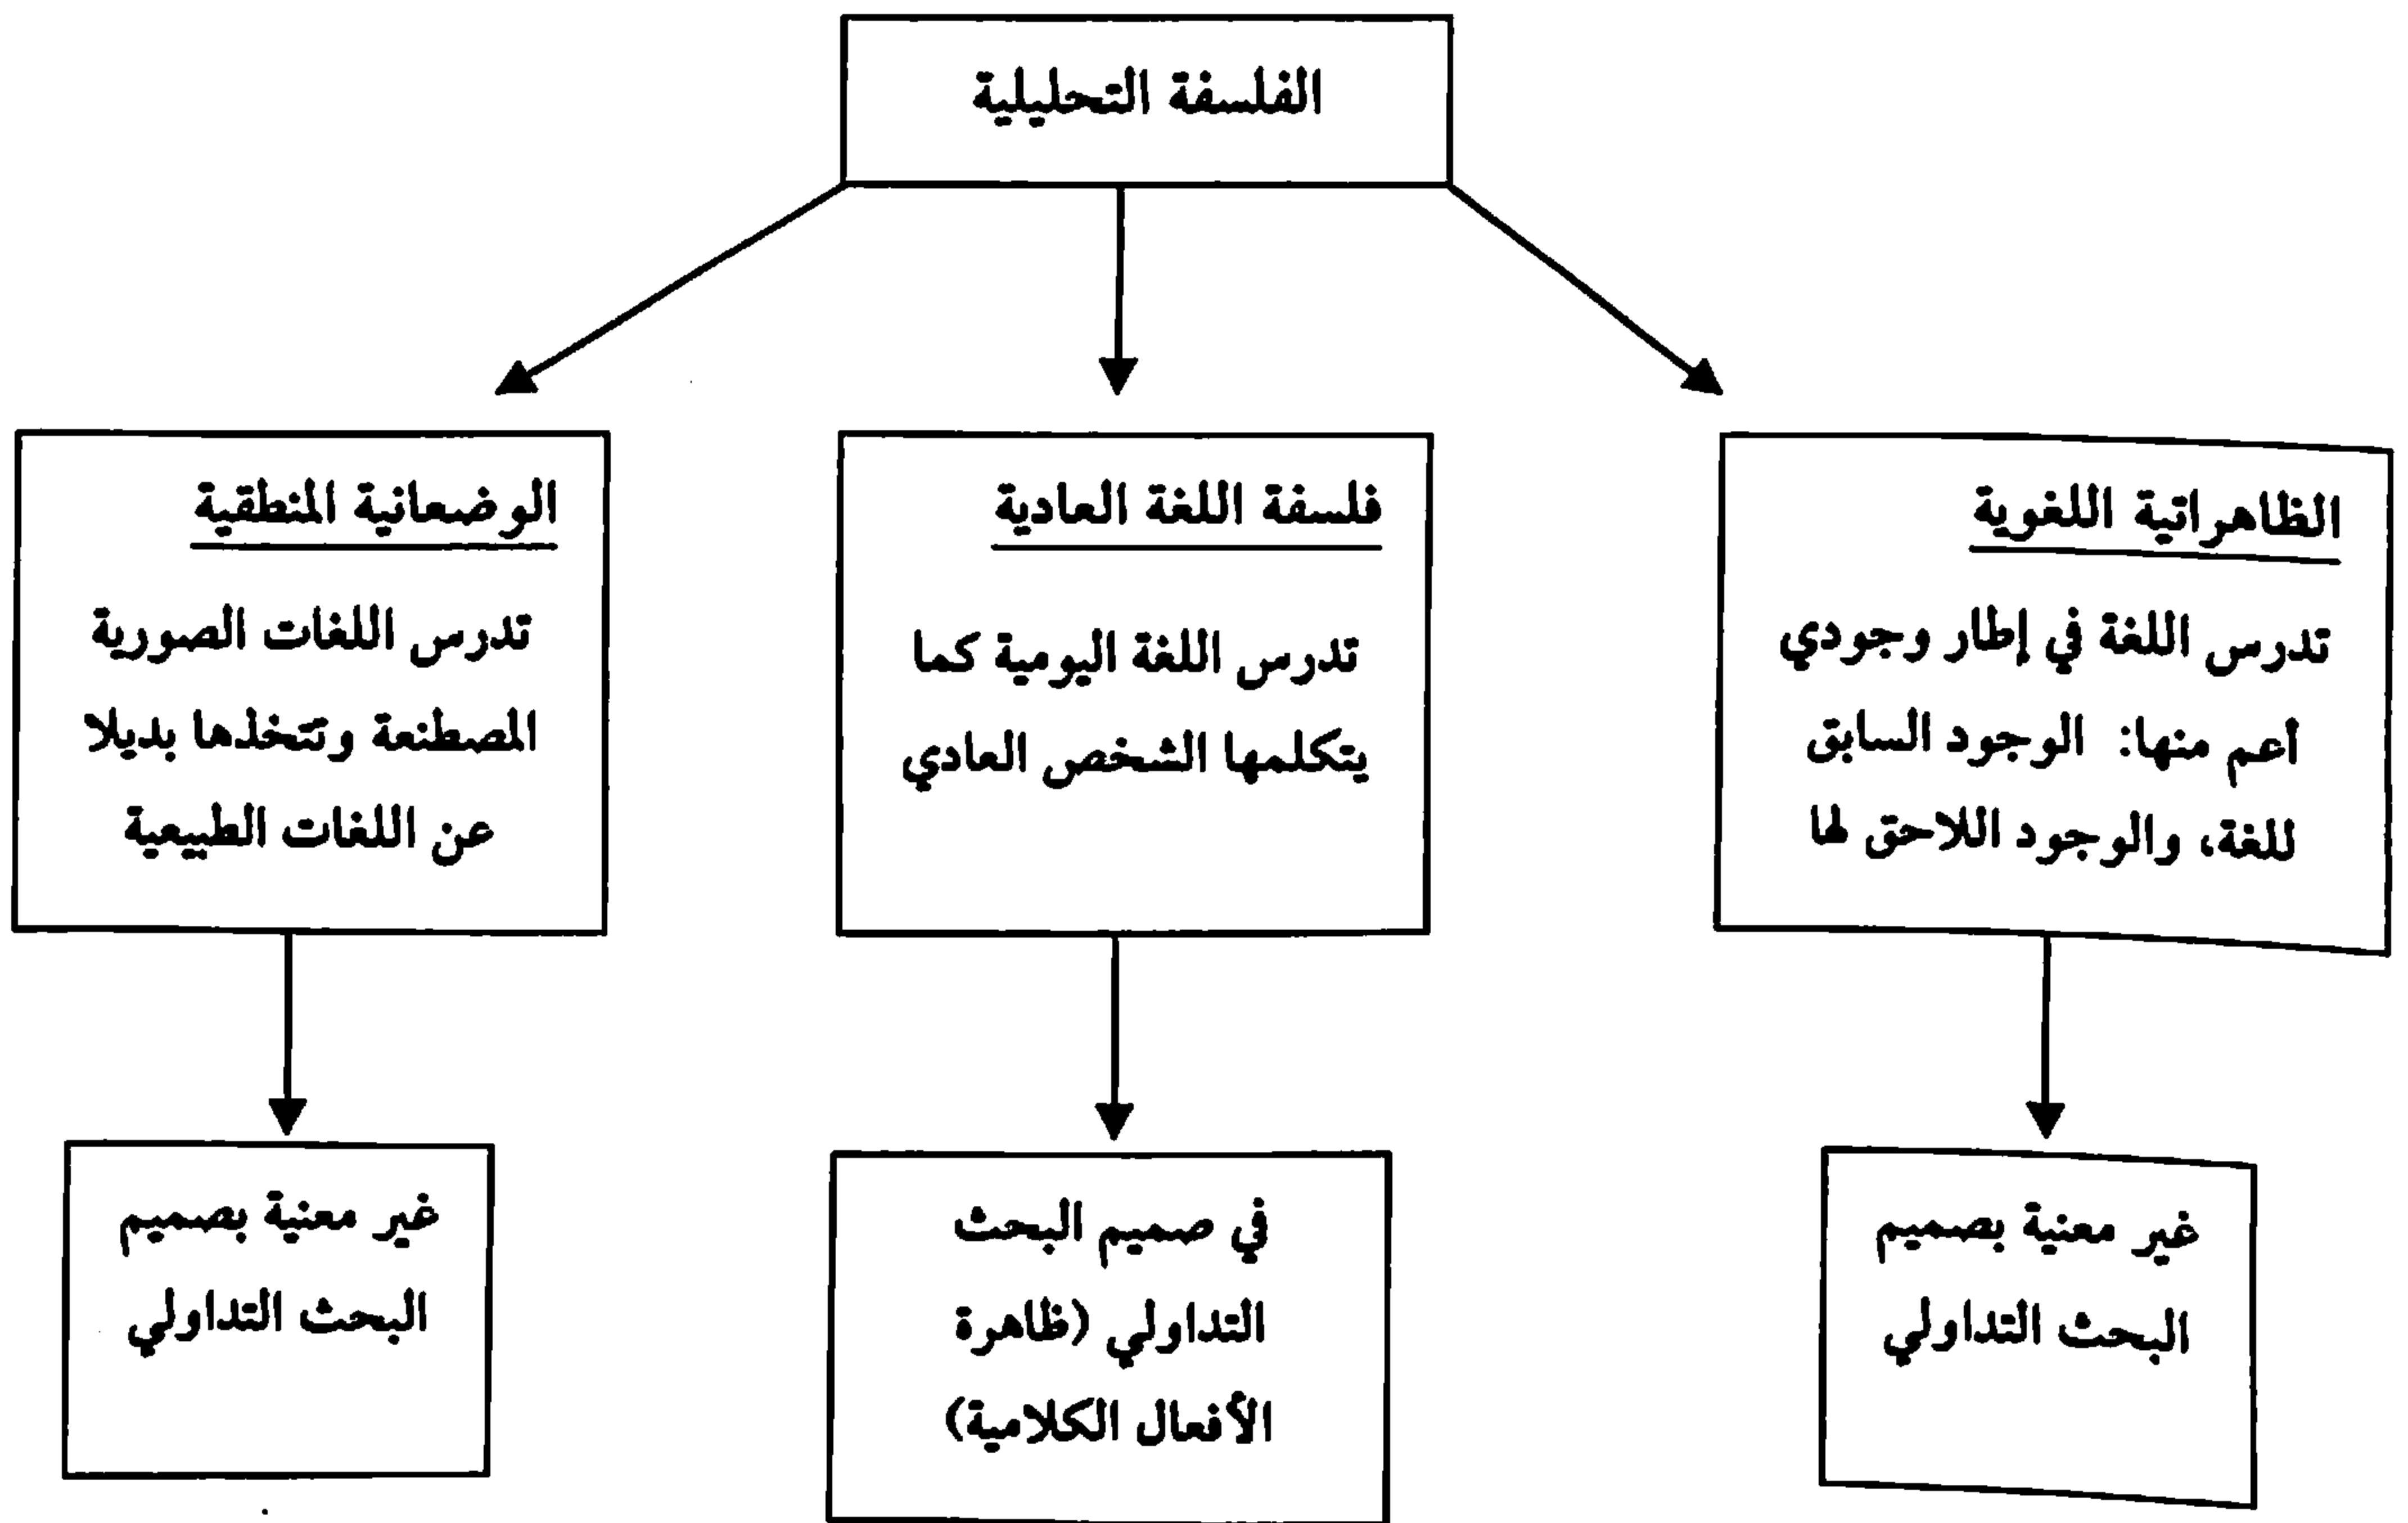 الفلسفة التحليلية
الظاهراتية اللغوية
تدرس اللغة في إطار وجودي
أعم منها: الوجود السابق
للغة، والوجود اللاحق لها
فلسفة اللغة العادية
تدرس اللغة اليومية كما
يتكلمها الشخص العادي
الوضعانية المنطقية
تدرس اللغات الصورية
المصطنعة وتتخذها بديلا
عن اللغات الطبيعية
غير معنية بصميم
البحث التداولي
في صميم البحث
التداولي (ظاهرة
الأفعال الكلامية)
غير معنية بصميم
البحث التداولي